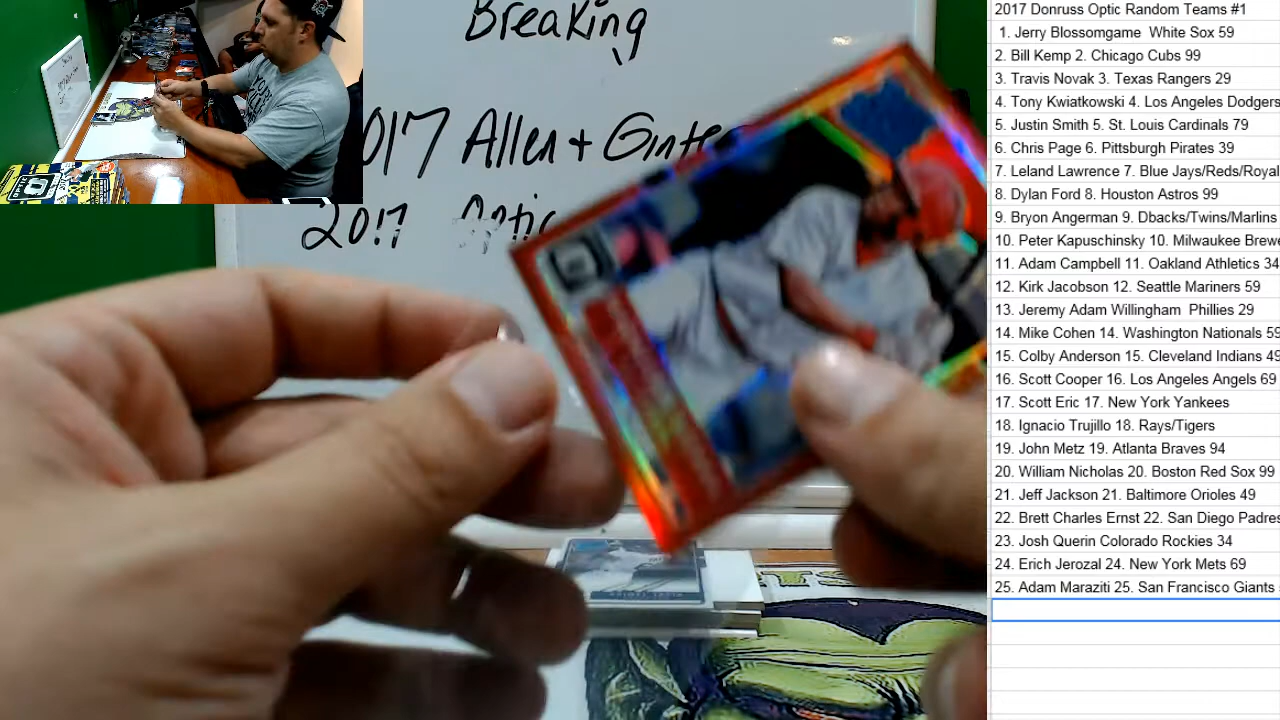 Breaking
2017 Allen + Ginte
2017 Optic
2017 Donruss Optic Random Teams #1
1. Jerry Blossomgame White Sox 59
2. Bill Kemp 2. Chicago Cubs 99
3. Travis Novak 3. Texas Rangers 29
4. Tony Kwiatkowski 4. Los Angeles Dodgers
5. Justin Smith 5. St. Louis Cardinals 79
6. Chris Page 6. Pittsburgh Pirates 39
7. Leland Lawrence 7. Blue Jays/Reds/Royal
8. Dylan Ford 8. Houston Astros 99
9. Bryon Angerman 9. Dbacks/Twins/Marlins
10. Peter Kapuschinsky 10. Milwaukee Brewe
11. Adam Campbell 11. Oakland Athletics 34
12. Kirk Jacobson 12. Seattle Mariners 59
13. Jeremy Adam Willingham Phillies 29
14. Mike Cohen 14. Washington Nationals 55
15. Colby Anderson 15. Cleveland Indians 49
16. Scott Cooper 16. Los Angeles Angels 69
17. Scott Eric 17. New York Yankees
18. Ignacio Trujillo 18. Rays/Tigers
19. John Metz 19. Atlanta Braves 94
20. William Nicholas 20. Boston Red Sox 99
21. Jeff Jackson 21. Baltimore Orioles 49
22. Brett Charles Ernst 22. San Diego Padres
23. Josh Querin Colorado Rockies 34
24. Erich Jerozal 24. New York Mets 69
25. Adam Maraziti 25. San Francisco Giants